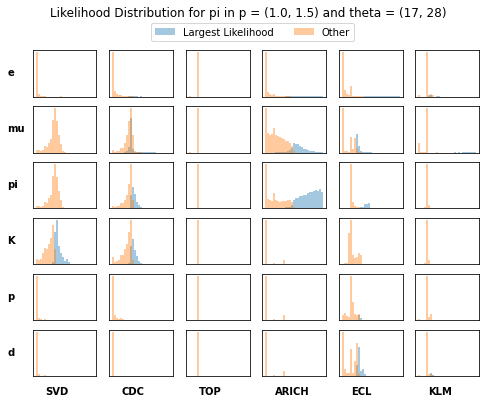 Likelihood Distribution for pi in p = (1.0, 1.5) and theta = (17, 28)
Largest Likelihood Other
e
mu
pi
K
p
d
SVD CDC TOP ARICH ECL KLM